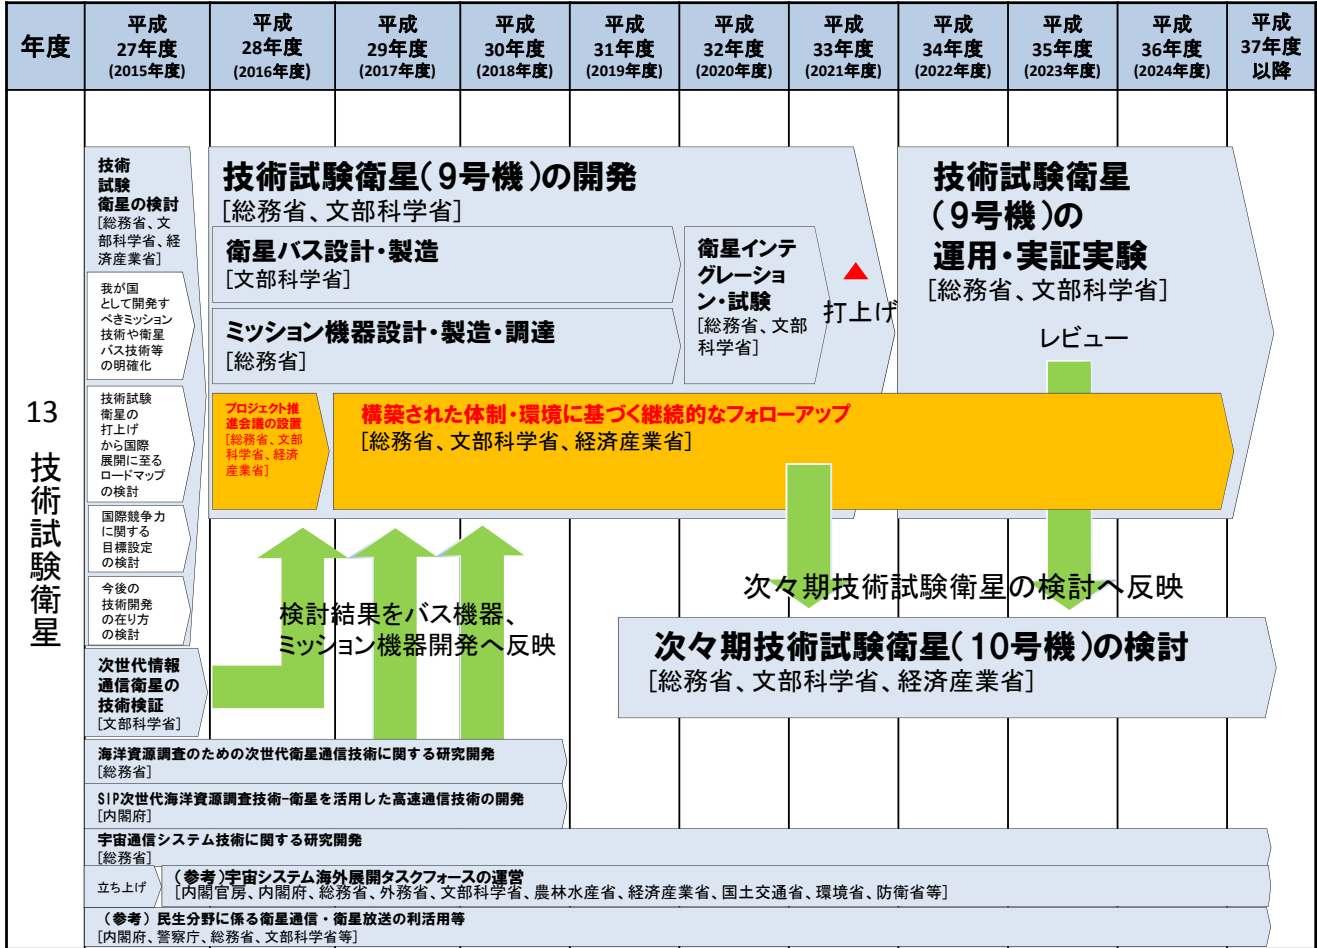 年度
平成
27年度
(2015年度)
平成
28年度
(2016年度)
平成
29年度
(2017年度)
平成
30年度
(2018年度)
平成
31年度
(2019年度)
平成
32年度
(2020年度)
平成
33年度
(2021年度)
平成
34年度
(2022年度)
平成
35年度
(2023年度)
平成
36年度
(2024年度)
平成
37年度
以降
13
技術試験衛星
技術
試験
衛星の検討
[総務省、文
部科学省、経
済産業省]
我が国
として開発す
べきミッション
技術や衛星
バス技術等
の明確化
技術試験
衛星の
打上げ
から国際
展開に至る
ロードマップ
の検討
国際競争力
に関する
目標設定
の検討
今後の
技術開発
の在り方
の検討
次世代情報
通信衛星の
技術検証
[文部科学省]
技術試験衛星(9号機)の開発
[総務省、文部科学省]
衛星バス設計・製造
[文部科学省]
ミッション機器設計・製造・調達
[総務省]
衛星インテ
グレーショ
ン・試験
[総務省、文部
科学省]
▲
打上げ
技術試験衛星
(9号機)の
運用・実証実験
[総務省、文部科学省]
レビュー
プロジェクト推
進会議の設置
[総務省、文部
科学省、経済
産業省]
構築された体制・環境に基づく継続的なフォローアップ
[総務省、文部科学省、経済産業省]
検討結果をバス機器、
ミッション機器開発へ反映
次々期技術試験衛星の検討へ反映
次々期技術試験衛星(10号機)の検討
[総務省、文部科学省、経済産業省]
海洋資源調査のための次世代衛星通信技術に関する研究開発
[総務省]
SIP次世代海洋資源調査技術-衛星を活用した高速通信技術の開発
[内閣府]
宇宙通信システム技術に関する研究開発
[総務省]
立ち上げ
(参考)宇宙システム海外展開タスクフォースの運営
[内閣官房、内閣府、総務省、外務省、文部科学省、農林水産省、経済産業省、国土交通省、環境省、防衛省等]
(参考)民生分野に係る衛星通信・衛星放送の利活用等
[内閣府、警察庁、総務省、文部科学省等]